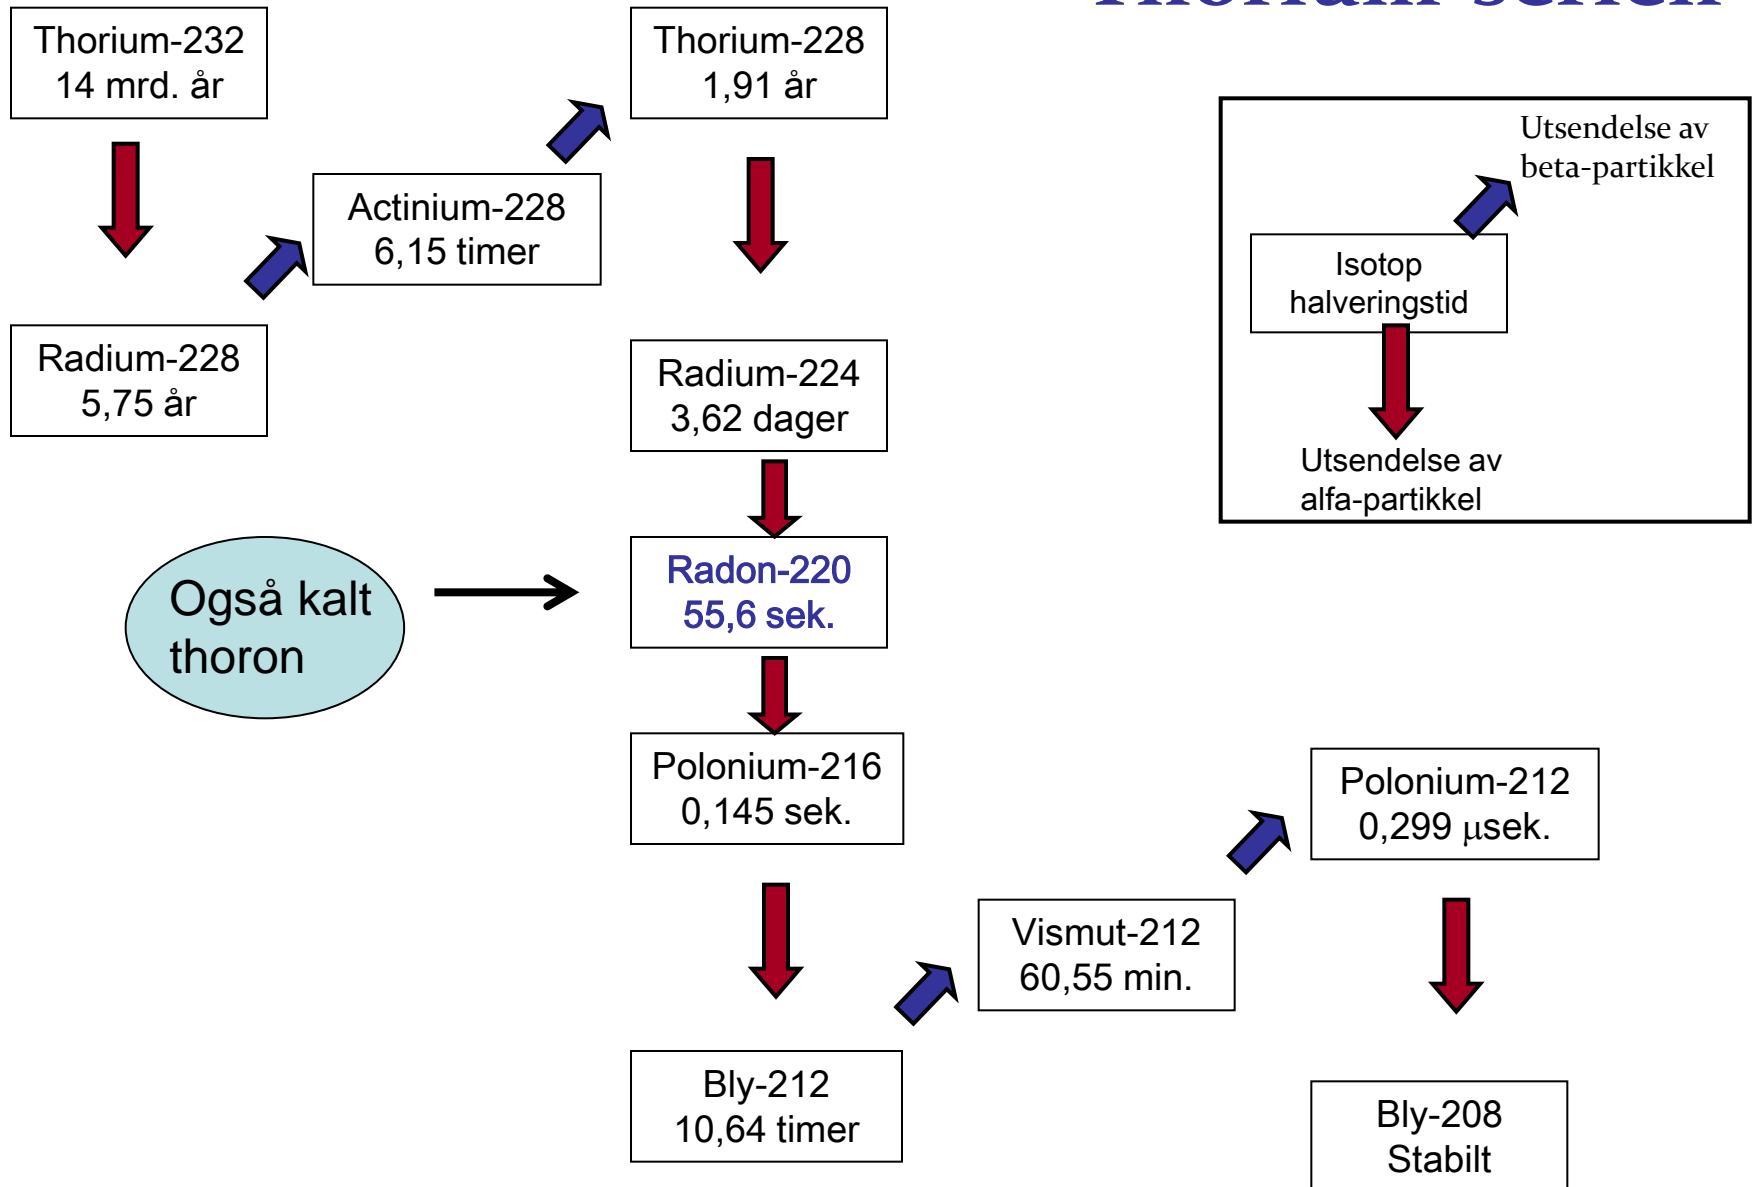 Thorium-serien
Thorium-232
14 mrd. år
Thorium-228
1,91 år
Utsendelse av
beta-partikkel
Actinium-228
6,15 timer
Isotop
halveringstid
Radium-228
5,75 år
Radium-224
3,62 dager
Utsendelse av
alfa-partikkel
Også kalt
thoron
Radon-220
55,6 sek.
Polonium-216
0,145 sek.
Polonium-212
0,299 μsek.
Vismut-212
60,55 min.
Bly-212
10,64 timer
Bly-208
Stabilt